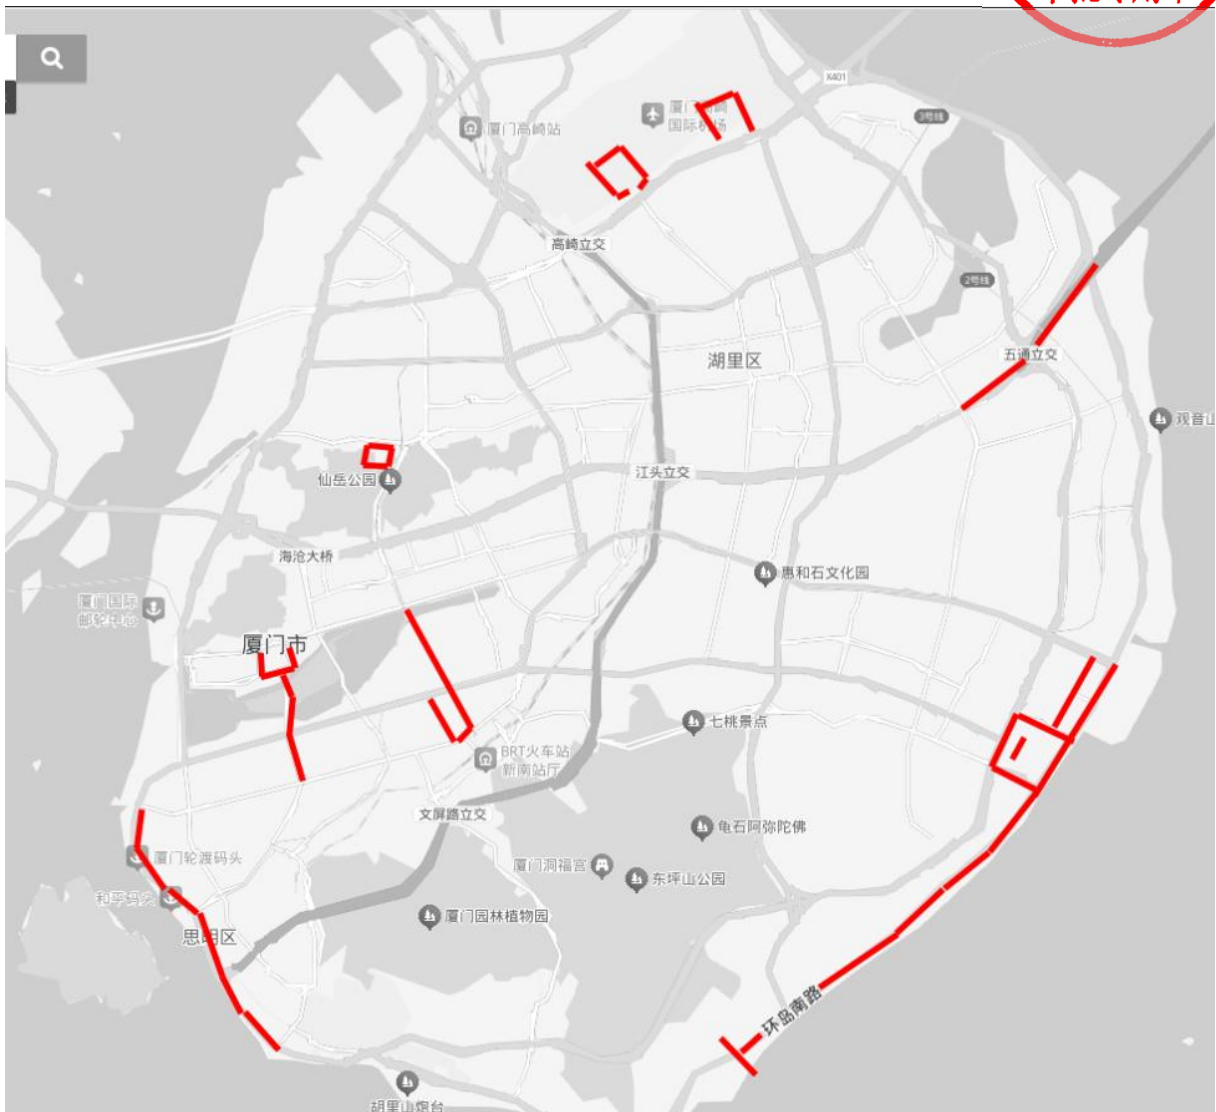 X401
厦门高崎
国际机场
3号线
厦门高崎站
高崎立交
2号线
湖里区
五通立交
观音山
仙岳公园
江头立交
海沧大桥
惠和石文化园
厦门国际
邮轮中心
厦门市
七桃景点
BRT火车站
新南站厅
文屏路立交
龟石阿弥陀佛
厦门轮渡码头
厦门洞福宫
东坪山公园
和平码头
厦门园林植物园
思明区
环岛南路
胡里山炮台